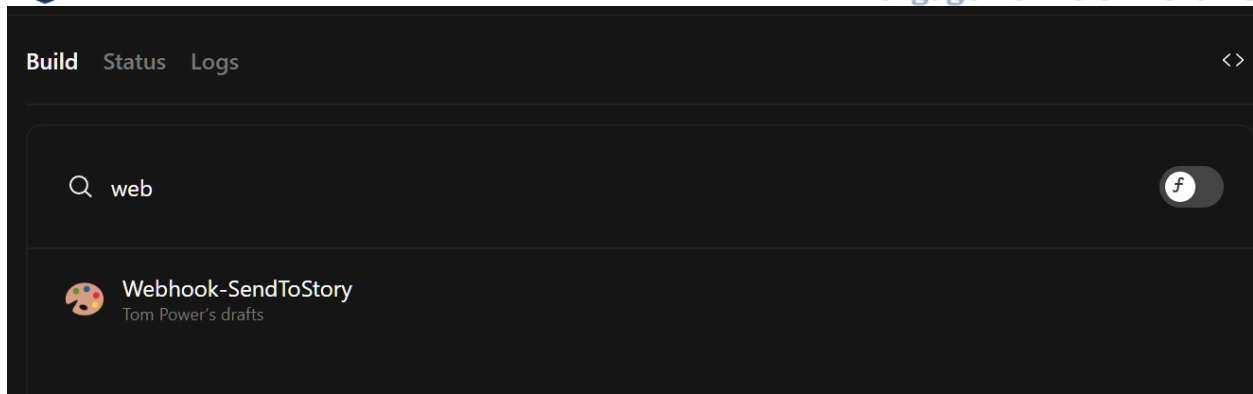 Build Status Logs <>
web
f
Webhook-SendToStory
Tom Power's drafts